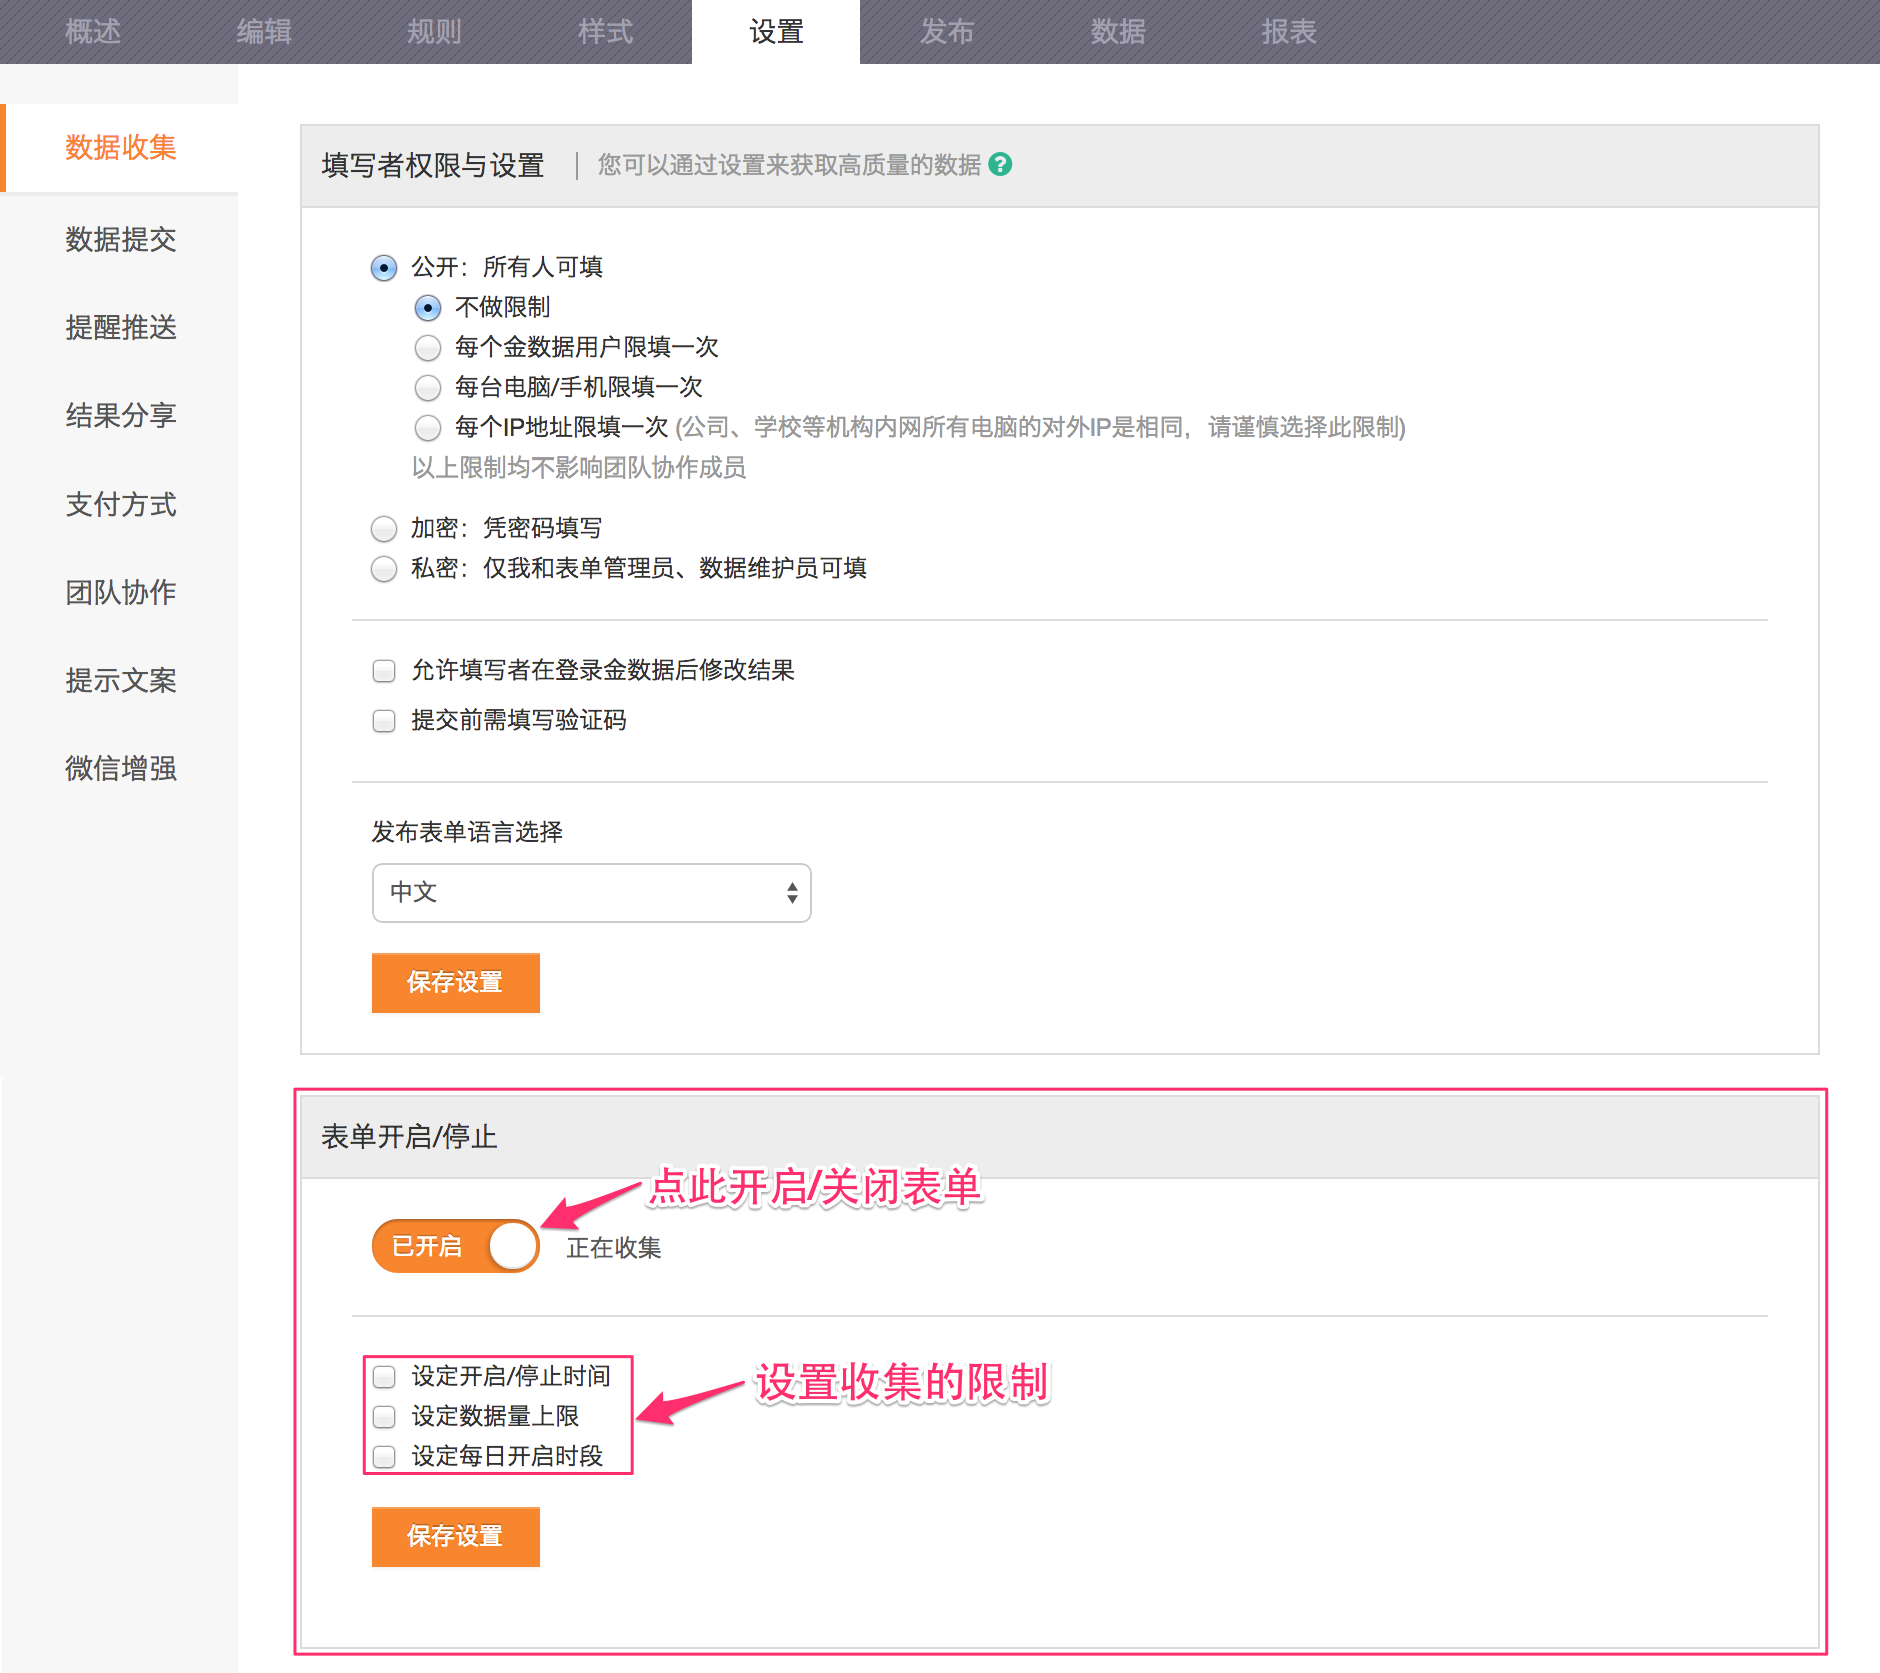 概述 编辑 规则 样式 设置 发布 数据 报表
数据收集
数据提交
提醒推送
结果分享
支付方式
团队协作
提示文案
微信增强
填写者权限与设置 | 您可以通过设置来获取高质量的数据 ?
公开：所有人可填
不做限制
每个金数据用户限填一次
每台电脑/手机限填一次
每个IP地址限填一次 (公司、学校等机构内网所有电脑的对外IP是相同，请谨慎选择此限制)
以上限制均不影响团队协作成员
加密：凭密码填写
私密：仅我和表单管理员、数据维护员可填
允许填写者在登录金数据后修改结果
提交前需填写验证码
发布表单语言选择
中文
保存设置
表单开启/停止
点此开启/关闭表单
已开启 正在收集
设定开启/停止时间
设置收集的限制
设定数据量上限
设定每日开启时段
保存设置